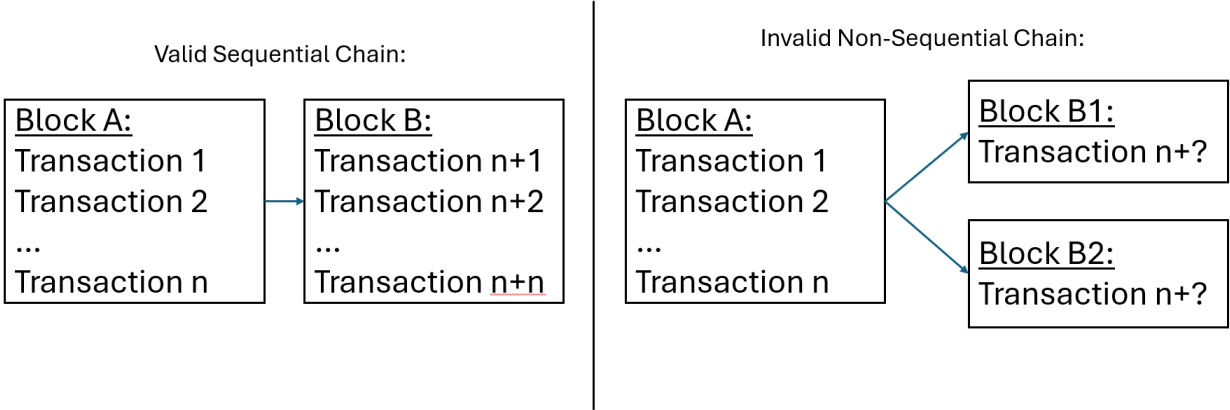 Valid Sequential Chain:
Block A:
Transaction 1
Transaction 2
...
Transaction n
Block B:
Transaction n+1
Transaction n+2
...
Transaction n+n
Invalid Non-Sequential Chain:
Block A:
Transaction 1
Transaction 2
...
Transaction n
Block B1:
Transaction n+?
Block B2:
Transaction n+?